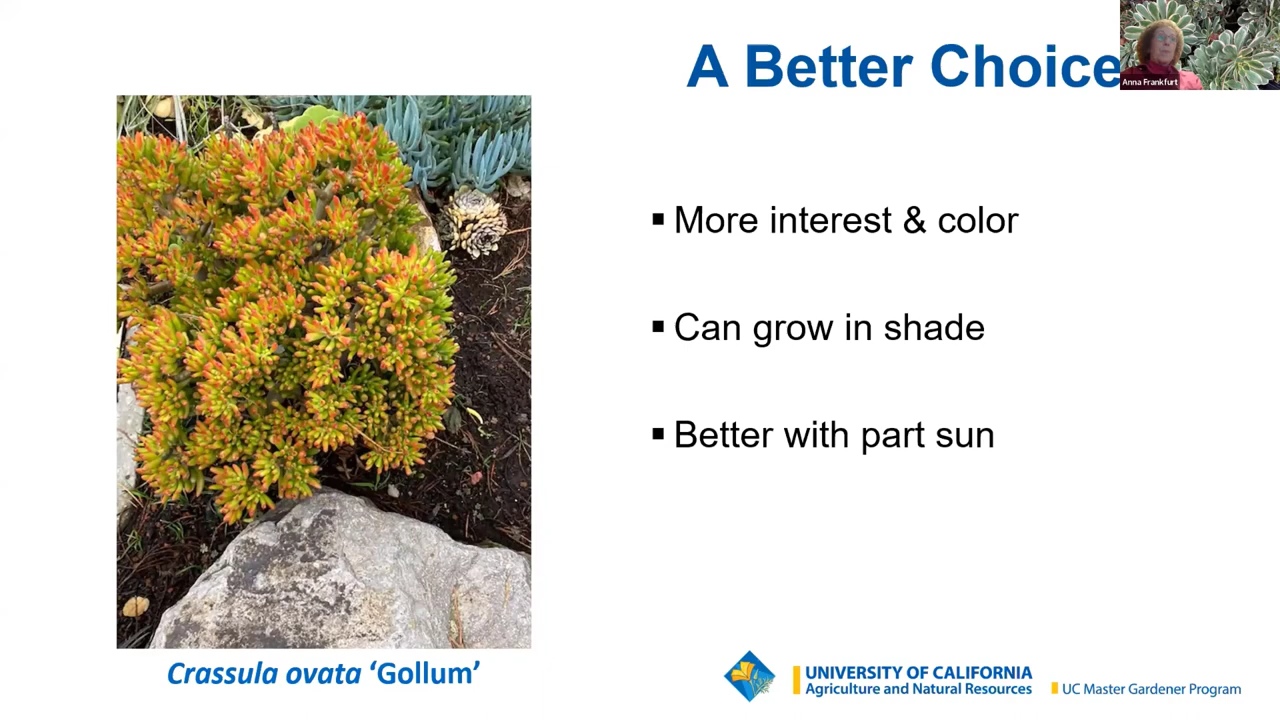 A Better Choice
Anna Frankfurt
▪ More interest & color
▪ Can grow in shade
▪ Better with part sun
Crassula ovata ‘Gollum’
UNIVERSITY OF CALIFORNIA
Agriculture and Natural Resources
UC Master Gardener Program